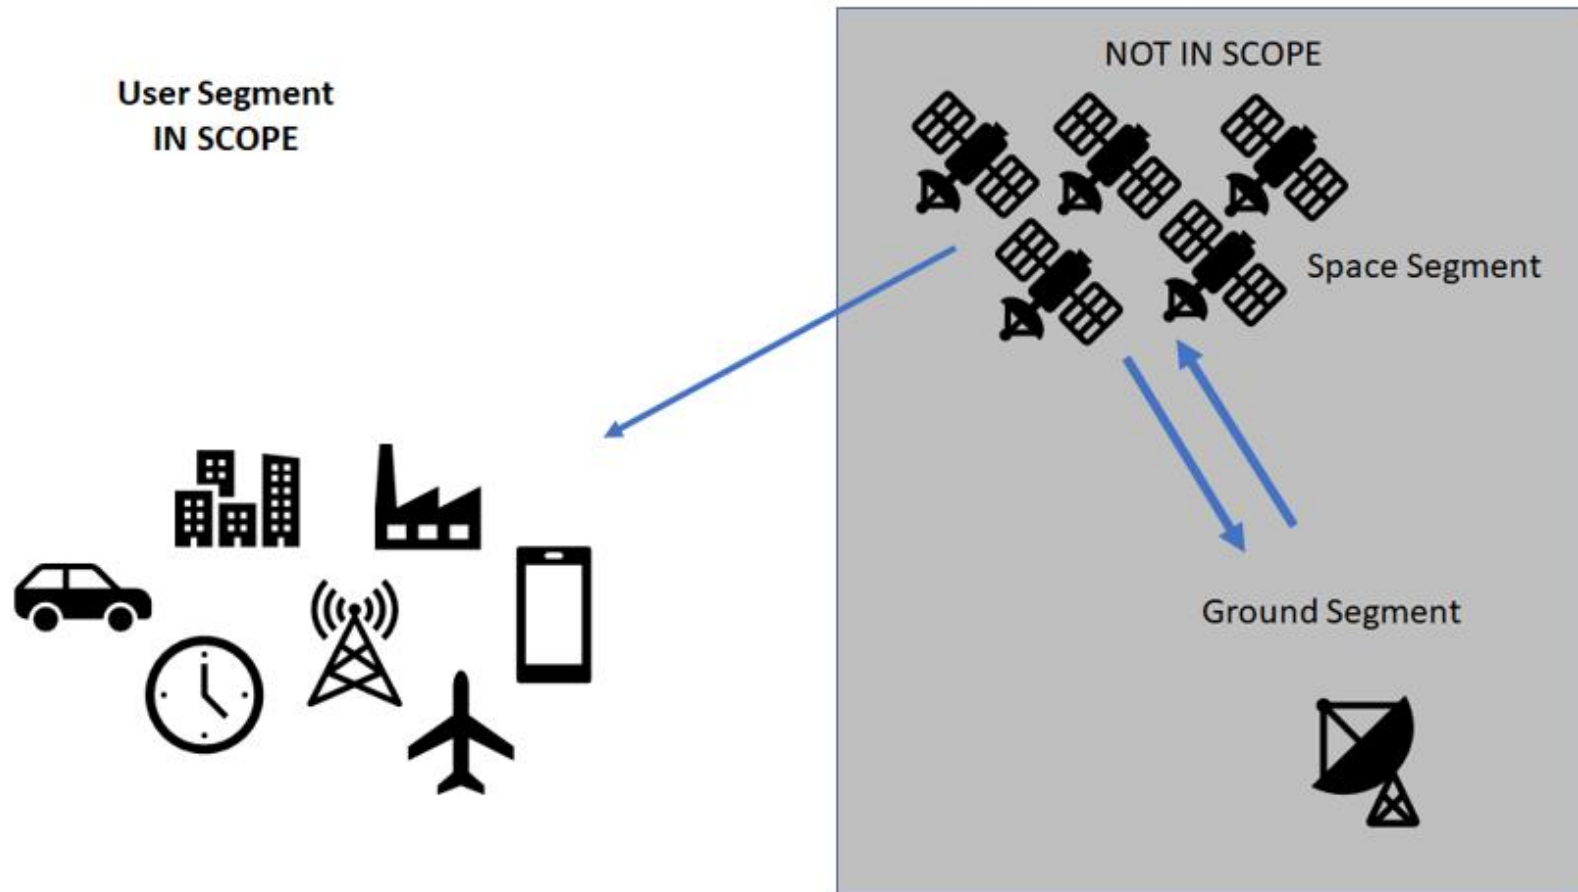 User Segment
IN SCOPE
NOT IN SCOPE
Space Segment
Ground Segment